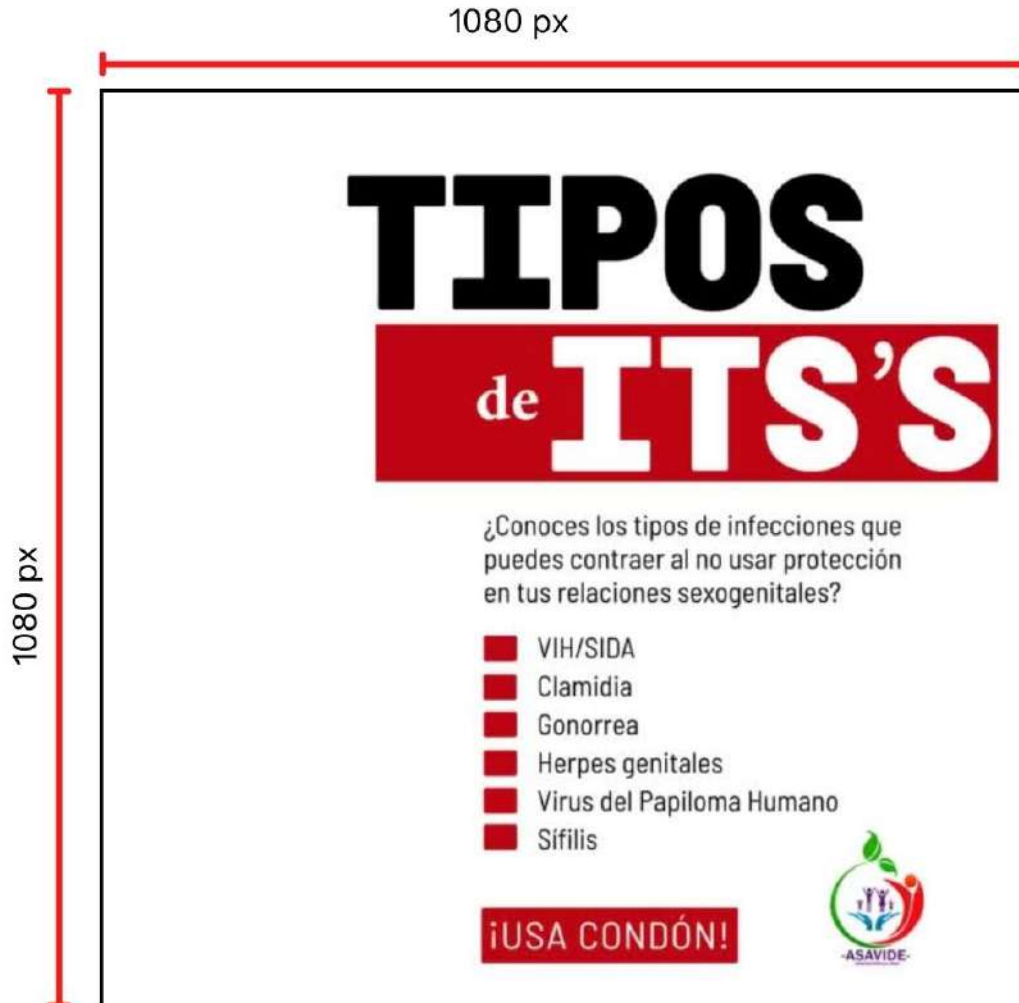 1080 px
1080 px
TIPOS
de ITS'S
¿Conoces los tipos de infecciones que
puedes contraer al no usar protección
en tus relaciones sexogenitales?
VIH/SIDA
Clamidia
Gonorrea
Herpes genitales
Virus del Papiloma Humano
Sífilis
¡USA CONDÓN!
-ASAVIDE-